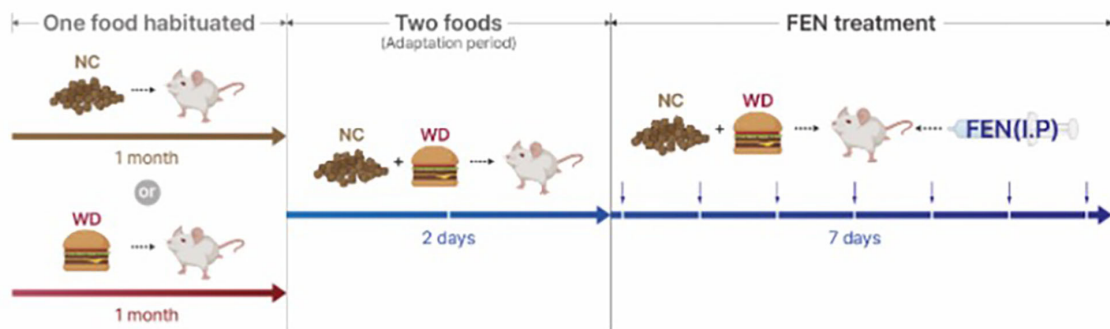 One food habituated
Two foods
(Adaptation period)
FEN treatment
NC
1 month
or
WD
1 month
NC
+
WD
2 days
NC
+
WD
FEN(I.P)
7 days